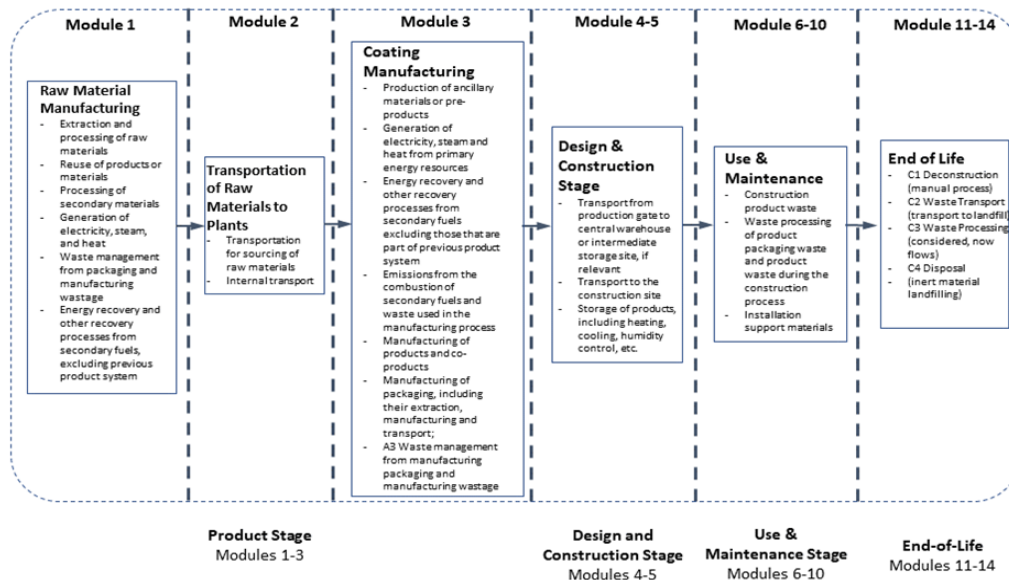 Module 1
Module 2
Module 3
Module 4-5
Module 6-10
Module 11-14
Raw Material
Manufacturing
- Extraction and
processing of raw
materials
- Reuse of products or
materials
- Processing of
secondary materials
- Generation of
electricity, steam, and
heat
- Waste management
from packaging and
manufacturing
wastage
- Energy recovery and
other recovery
processes from
secondary fuels,
excluding previous
product system
Transportation
of Raw
Materials to
Plants
- Transportation
for sourcing of
raw materials
- Internal transport
Coating
Manufacturing
- Production of ancillary
materials or pre-
products
- Generation of
electricity, steam and
heat from primary
energy resources
- Energy recovery and
other recovery
processes from
secondary fuels
excluding those that are
part of previous product
system
- Emissions from the
combustion of
secondary fuels and
waste used in the
manufacturing process
- Manufacturing of
products and co-
products
- Manufacturing of
packaging, including
their extraction,
manufacturing and
transport;
- A3 Waste management
from manufacturing
packaging and
manufacturing wastage
Design &
Construction
Stage
- Transport from
production gate to
central warehouse
or intermediate
storage site, if
relevant
- Transport to the
construction site
- Storage of products,
including heating,
cooling, humidity
control, etc.
Use &
Maintenance
- Construction
product waste
- Waste processing
of product
packaging waste
and product
waste during the
construction
process
- Installation
support materials
End of Life
- C1 Deconstruction
(manual process)
- C2 Waste Transport
(transport to landfill)
- C3 Waste Processing
(considered, now
flows)
- C4 Disposal
- (inert material
landfilling)
Product Stage
Modules 1-3
Design and
Construction Stage
Modules 4-5
Use &
Maintenance Stage
Modules 6-10
End-of-Life
Modules 11-14